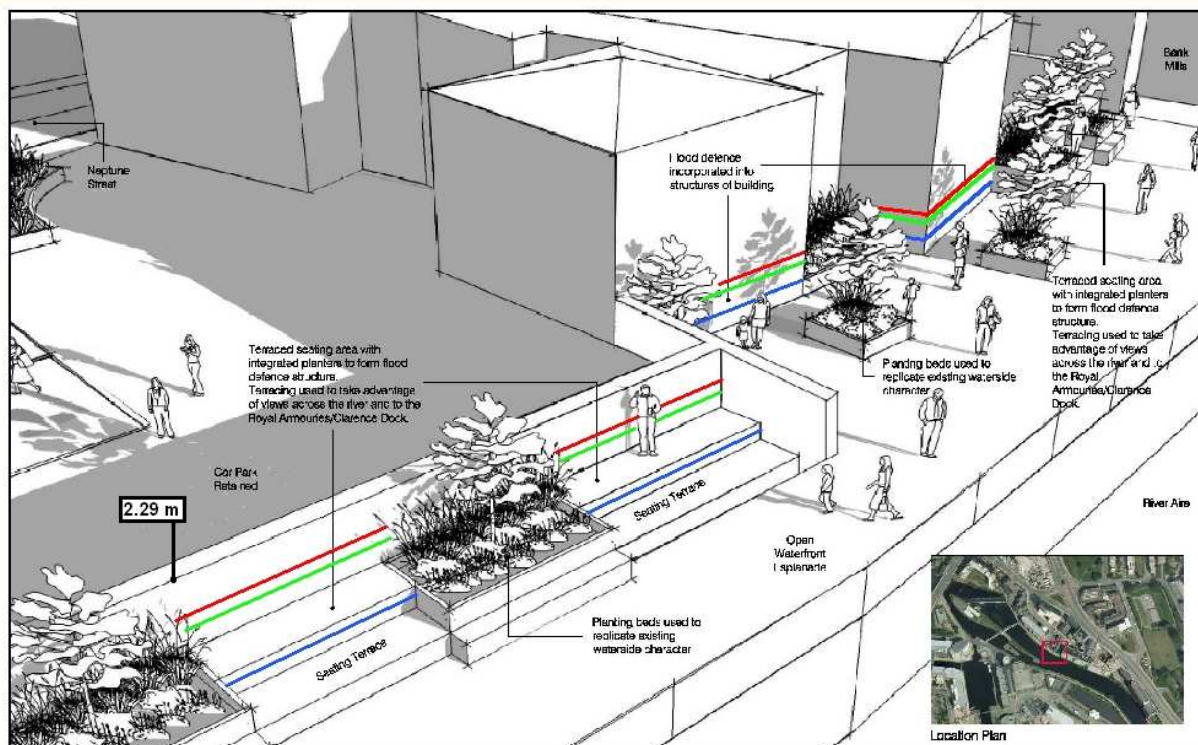 Bank
Mills
Neptune
Street
Flood defence
incorporated into
structures of building
Terraced seating area
with integrated planters
to form flood defence
structure.
Terracing used to take
advantage of views
across the river and to
the Royal
Armouries/Clarence
Dock.
Terraced seating area with
integrated planters to form flood
defence structure.
Terracing used to take advantage
of views across the river and to the
Royal Armouries/Clarence Dock.
Planting beds used to
replicate existing waterside
character
Car Park
Retained
2.29 m
Seating Terrace
River Aire
Open
Waterfront
Esplanade
Planting beds used to
replicate existing
waterside character
Seating Terrace
Location Plan